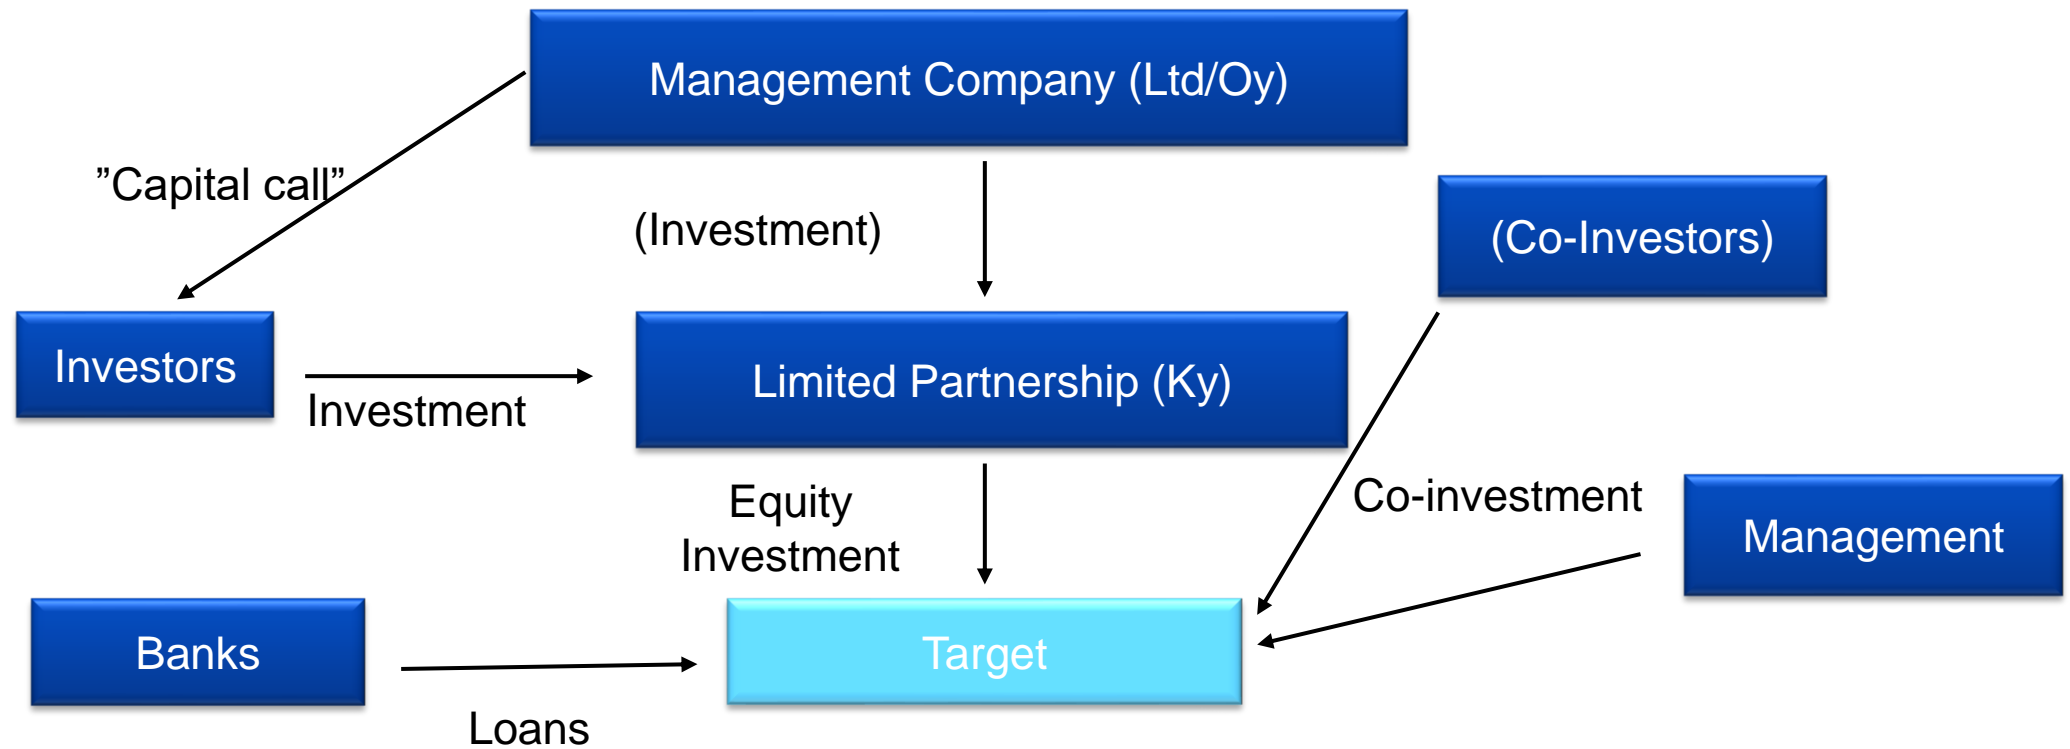 Management Company (Ltd/Oy)
”Capital call”
(Investment)
(Co-Investors)
Investors
Investment
Limited Partnership (Ky)
Equity
Investment
Co-investment
Management
Banks
Loans
Target